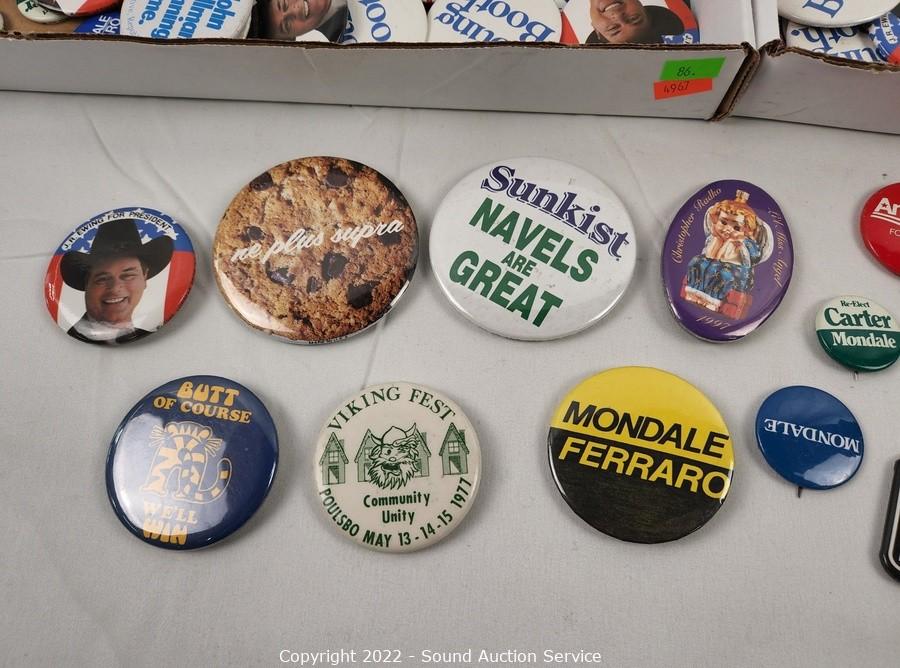 John
Spellman
86.
4967
J.R. EWING FOR PRESIDENT
ne plus supra
Sunkist
NAVELS
ARE
GREAT
Christopher Radko
1997
Re-Elect
Carter
Mondale
BUTT
OF COURSE
WE'LL
WIN
VIKING FEST
Community
Unity
POULSBO MAY 13-14-15 1977
MONDALE
FERRARO
MONDALE
Copyright 2022 - Sound Auction Service